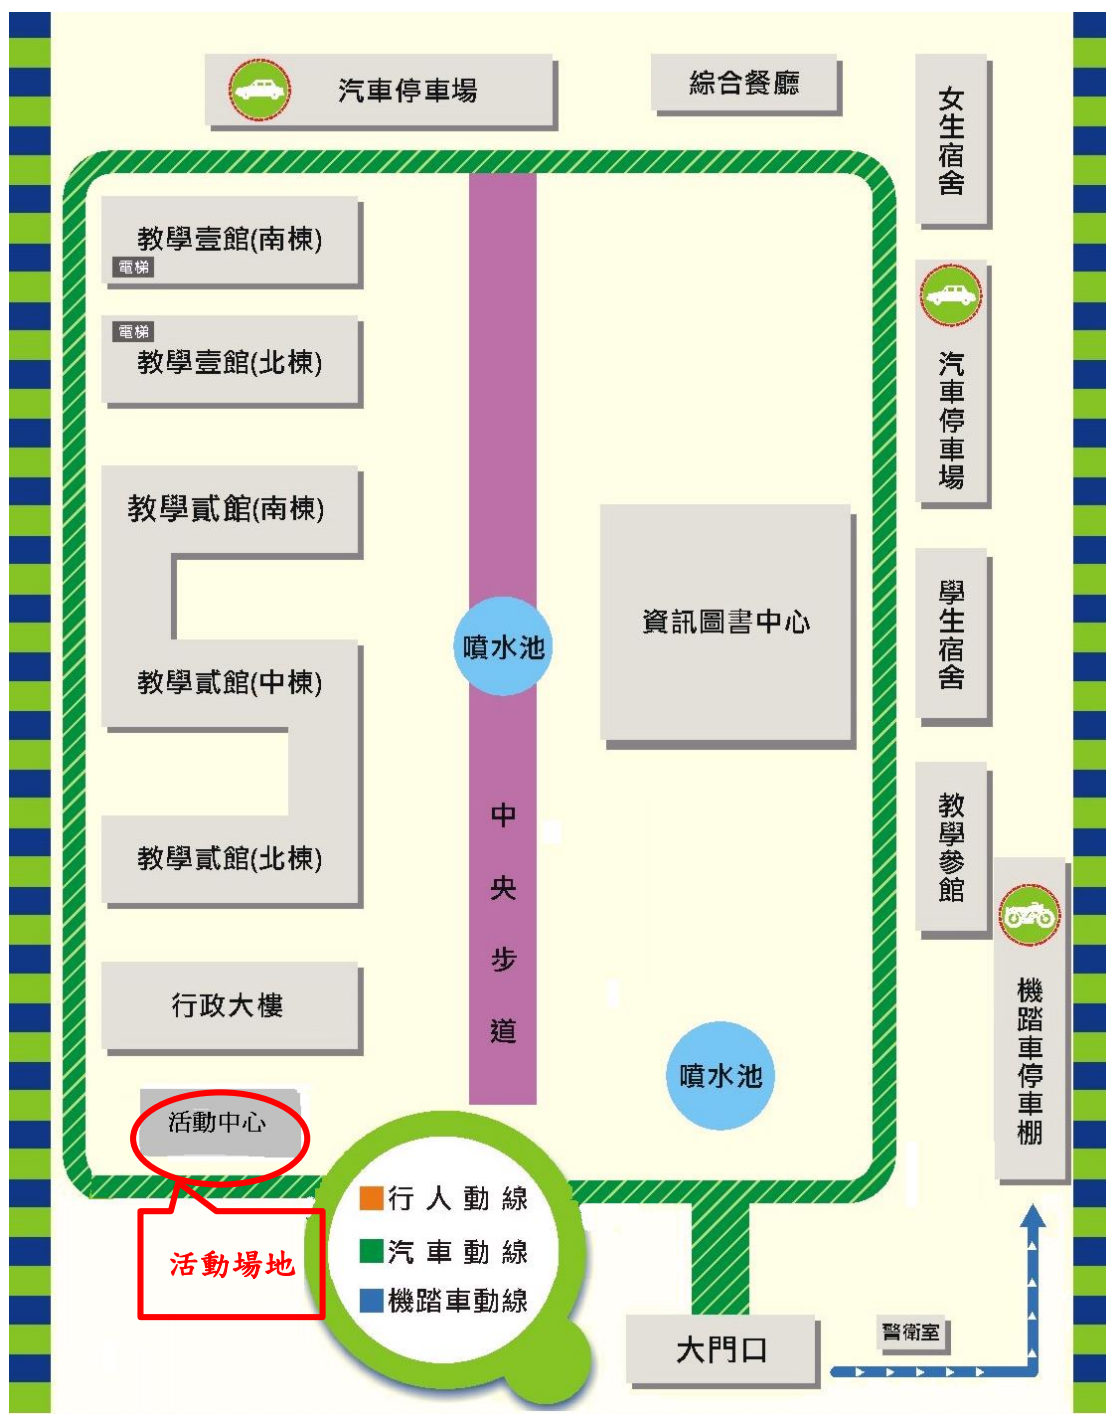 汽車停車場
綜合餐廳
女生宿舍
教學壹館(南棟)
電梯
電梯
教學壹館(北棟)
汽車停車場
教學貳館(南棟)
資訊圖書中心
學生宿舍
噴水池
教學貳館(中棟)
教學參館
中央步道
教學貳館(北棟)
機踏車停車棚
行政大樓
噴水池
活動中心
活動場地
行人動線
汽車動線
機踏車動線
大門口
警衛室